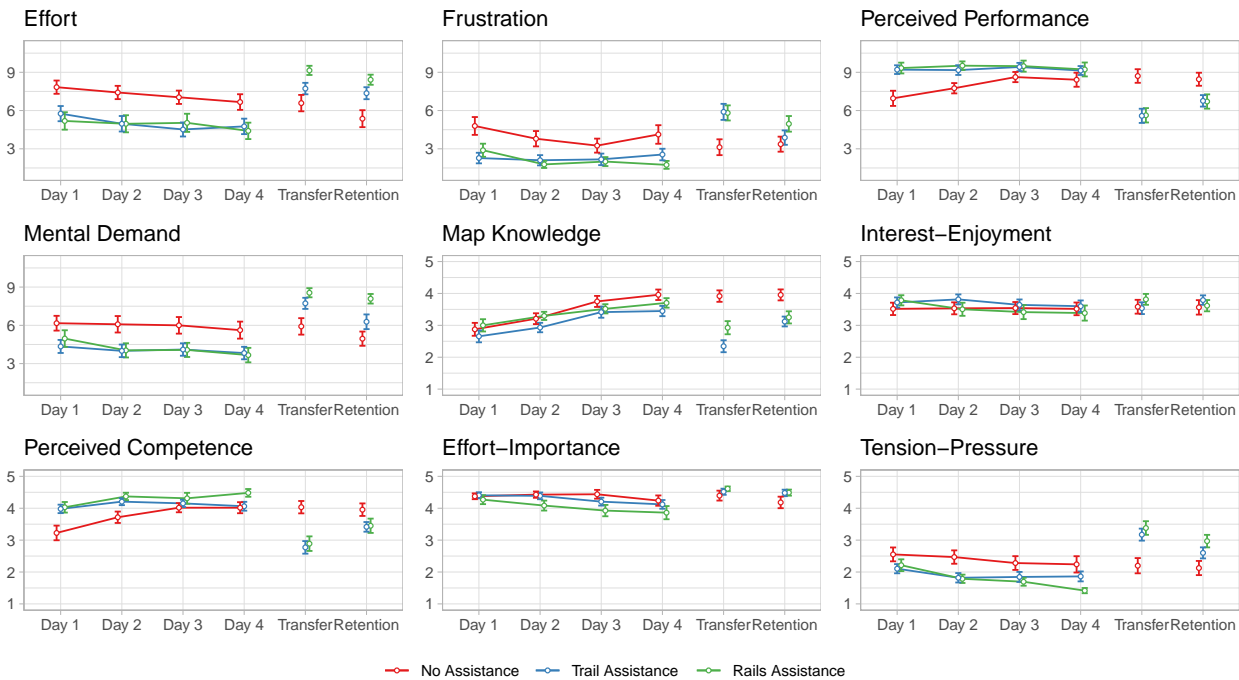 Effort
Frustration
Perceived Performance
9
6
3
Day 1 Day 2 Day 3 Day 4 Transfer Retention
9
6
3
Day 1 Day 2 Day 3 Day 4 Transfer Retention
9
6
3
Day 1 Day 2 Day 3 Day 4 Transfer Retention
Mental Demand
Map Knowledge
Interest−Enjoyment
9
6
3
Day 1 Day 2 Day 3 Day 4 Transfer Retention
5
4
3
2
1
Day 1 Day 2 Day 3 Day 4 Transfer Retention
5
4
3
2
1
Day 1 Day 2 Day 3 Day 4 Transfer Retention
Perceived Competence
Effort−Importance
Tension−Pressure
5
4
3
2
1
Day 1 Day 2 Day 3 Day 4 Transfer Retention
5
4
3
2
1
Day 1 Day 2 Day 3 Day 4 Transfer Retention
5
4
3
2
1
Day 1 Day 2 Day 3 Day 4 Transfer Retention
No Assistance Trail Assistance Rails Assistance